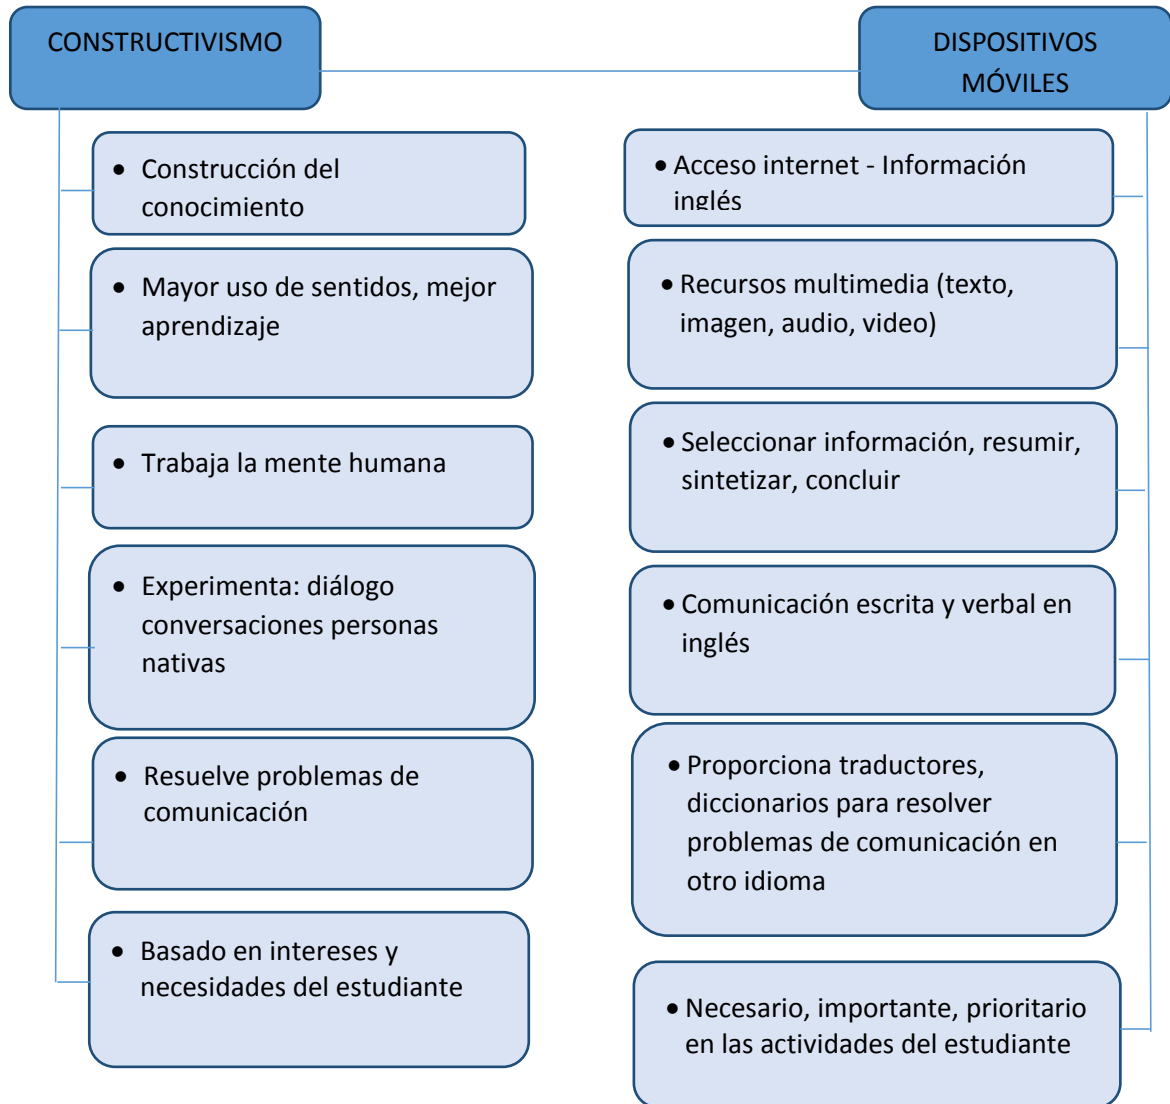 CONSTRUCTIVISMO
DISPOSITIVOS
MÓVILES
• Construcción del
conocimiento
• Mayor uso de sentidos, mejor
aprendizaje
• Trabaja la mente humana
• Experimenta: diálogo
conversaciones personas
nativas
• Resuelve problemas de
comunicación
• Basado en intereses y
necesidades del estudiante
• Acceso internet - Información
inglés
• Recursos multimedia (texto,
imagen, audio, video)
• Seleccionar información, resumir,
sintetizar, concluir
• Comunicación escrita y verbal en
inglés
• Proporciona traductores,
diccionarios para resolver
problemas de comunicación en
otro idioma
• Necesario, importante, prioritario
en las actividades del estudiante